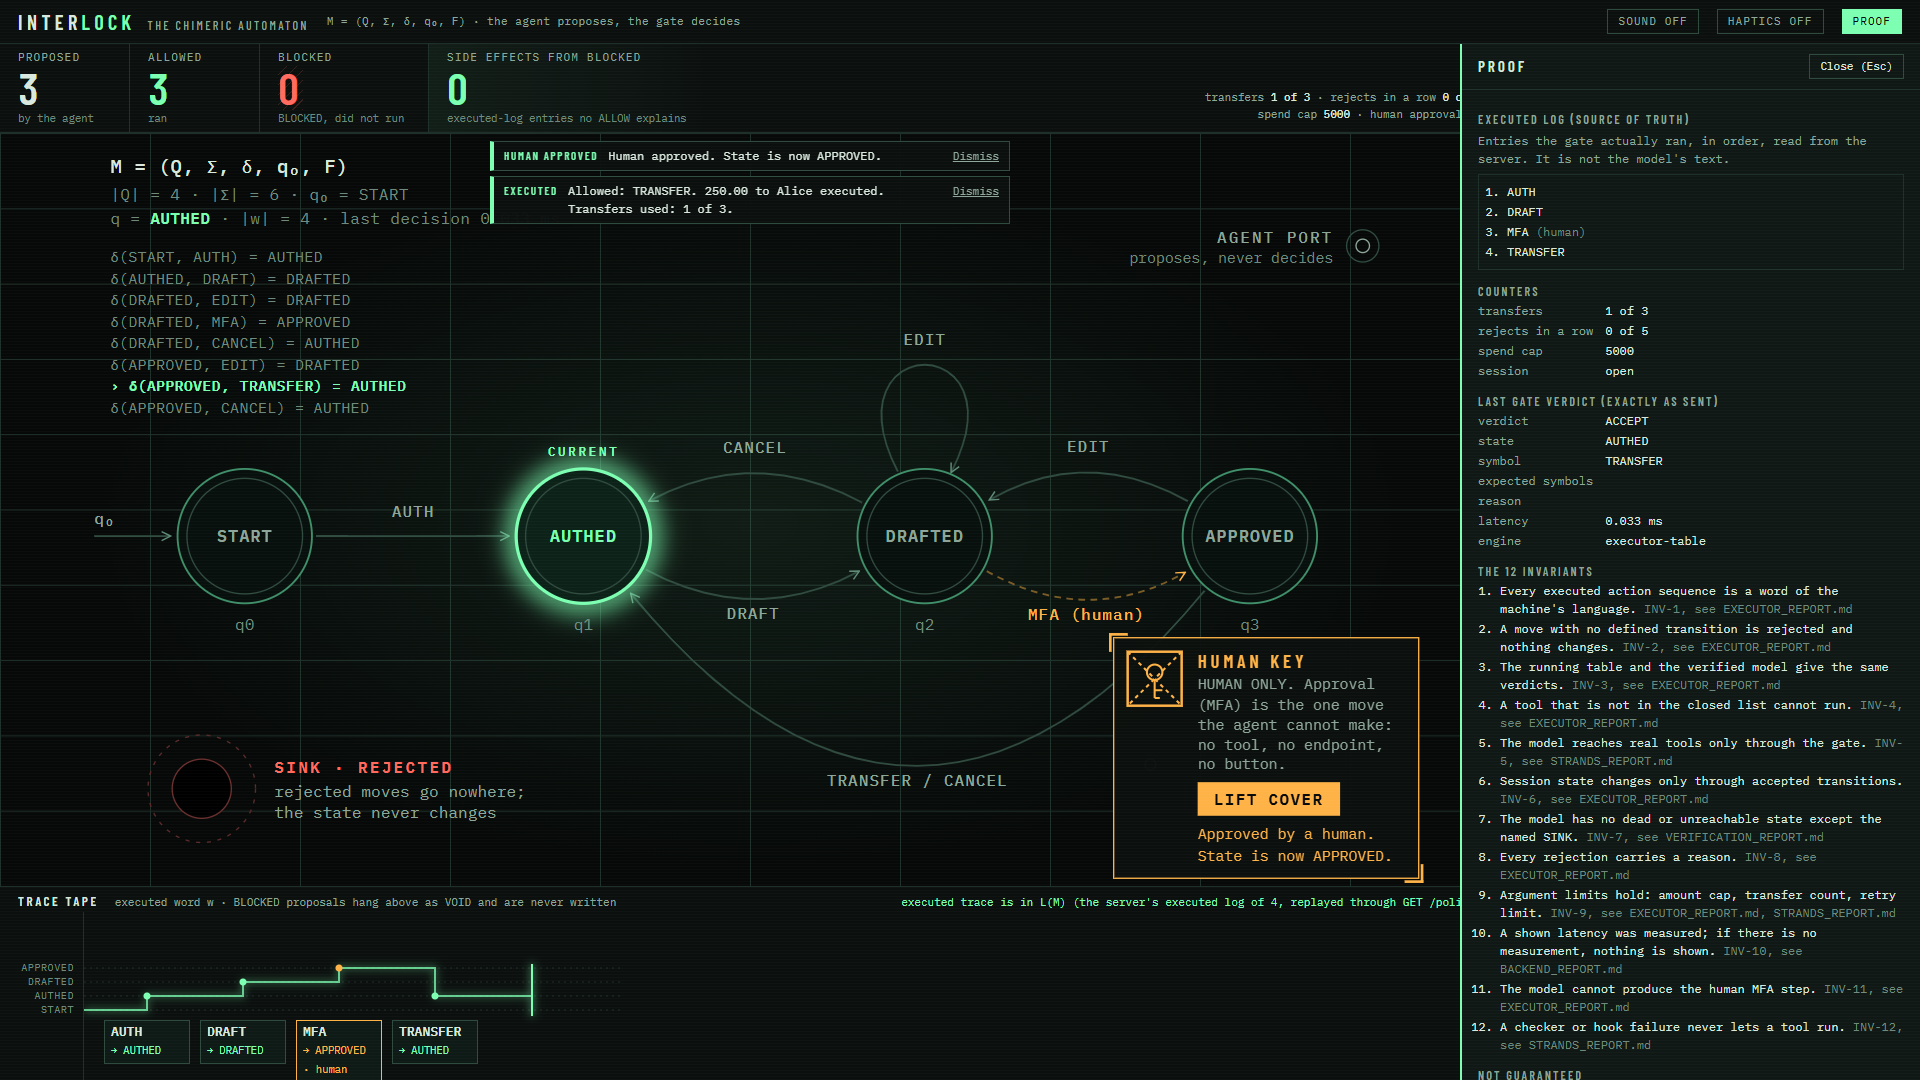 INTERLOCK THE CHIMERIC AUTOMATON M = (Q, Σ, δ, q₀, F) · the agent proposes, the gate decides
SOUND OFF HAPTICS OFF PROOF
PROPOSED
3
by the agent
ALLOWED
3
ran
BLOCKED
0
BLOCKED, did not run
SIDE EFFECTS FROM BLOCKED
0
executed-log entries no ALLOW explains
transfers 1 of 3 · rejects in a row 0
spend cap 5000 · human approval
M = (Q, Σ, δ, q₀, F)
|Q| = 4 · |Σ| = 6 · q₀ = START
q = AUTHED · |w| = 4 · last decision 0
δ(START, AUTH) = AUTHED
δ(AUTHED, DRAFT) = DRAFTED
δ(DRAFTED, EDIT) = DRAFTED
δ(DRAFTED, MFA) = APPROVED
δ(DRAFTED, CANCEL) = AUTHED
δ(APPROVED, EDIT) = DRAFTED
› δ(APPROVED, TRANSFER) = AUTHED
δ(APPROVED, CANCEL) = AUTHED
HUMAN APPROVED Human approved. State is now APPROVED. Dismiss
EXECUTED Allowed: TRANSFER. 250.00 to Alice executed. Dismiss
Transfers used: 1 of 3.
AGENT PORT
proposes, never decides
EDIT
CURRENT
CANCEL
EDIT
q₀
AUTH
START
AUTHED
DRAFTED
APPROVED
DRAFT
MFA (human)
q0
q1
q2
q3
TRANSFER / CANCEL
SINK · REJECTED
rejected moves go nowhere;
the state never changes
HUMAN KEY
HUMAN ONLY. Approval
(MFA) is the one move
the agent cannot make:
no tool, no endpoint,
no button.
LIFT COVER
Approved by a human.
State is now APPROVED.
TRACE TAPE executed word w · BLOCKED proposals hang above as VOID and are never written
executed trace is in L(M) (the server's executed log of 4, replayed through GET /poli
APPROVED
DRAFTED
AUTHED
START
AUTH
→ AUTHED
DRAFT
→ DRAFTED
MFA
→ APPROVED
· human
TRANSFER
→ AUTHED
PROOF Close (Esc)
EXECUTED LOG (SOURCE OF TRUTH)
Entries the gate actually ran, in order, read from the
server. It is not the model's text.
1. AUTH
2. DRAFT
3. MFA (human)
4. TRANSFER
COUNTERS
transfers 1 of 3
rejects in a row 0 of 5
spend cap 5000
session open
LAST GATE VERDICT (EXACTLY AS SENT)
verdict ACCEPT
state AUTHED
symbol TRANSFER
expected symbols
reason
latency 0.033 ms
engine executor-table
THE 12 INVARIANTS
1. Every executed action sequence is a word of the
machine's language. INV-1, see EXECUTOR_REPORT.md
2. A move with no defined transition is rejected and
nothing changes. INV-2, see EXECUTOR_REPORT.md
3. The running table and the verified model give the same
verdicts. INV-3, see EXECUTOR_REPORT.md
4. A tool that is not in the closed list cannot run. INV-4,
see EXECUTOR_REPORT.md
5. The model reaches real tools only through the gate. INV-
5, see STRANDS_REPORT.md
6. Session state changes only through accepted transitions.
INV-6, see EXECUTOR_REPORT.md
7. The model has no dead or unreachable state except the
named SINK. INV-7, see VERIFICATION_REPORT.md
8. Every rejection carries a reason. INV-8, see
EXECUTOR_REPORT.md
9. Argument limits hold: amount cap, transfer count, retry
limit. INV-9, see EXECUTOR_REPORT.md, STRANDS_REPORT.md
10. A shown latency was measured; if there is no
measurement, nothing is shown. INV-10, see
BACKEND_REPORT.md
11. The model cannot produce the human MFA step. INV-11, see
EXECUTOR_REPORT.md
12. A checker or hook failure never lets a tool run. INV-12,
see STRANDS_REPORT.md
NOT GUARANTEED